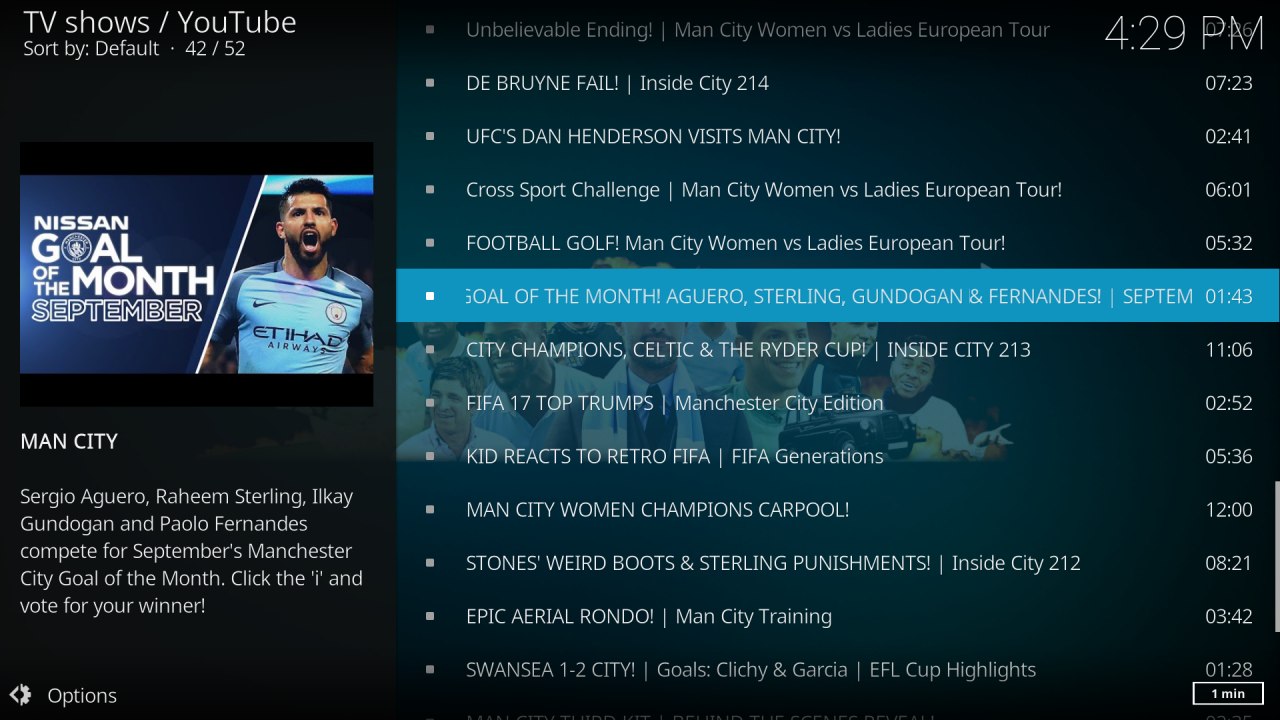 TV shows / YouTube
Sort by: Default · 42 / 52
4:29 PM
NISSAN
GOAL
OF THE MONTH
SEPTEMBER
ETIHAD
AIRWAYS
MAN CITY
Sergio Aguero, Raheem Sterling, Ilkay
Gundogan and Paolo Fernandes
compete for September's Manchester
City Goal of the Month. Click the 'i' and
vote for your winner!
Options
Unbelievable Ending! | Man City Women vs Ladies European Tour 07:26
DE BRUYNE FAIL! | Inside City 214 07:23
UFC'S DAN HENDERSON VISITS MAN CITY! 02:41
Cross Sport Challenge | Man City Women vs Ladies European Tour! 06:01
FOOTBALL GOLF! Man City Women vs Ladies European Tour! 05:32
GOAL OF THE MONTH! AGUERO, STERLING, GUNDOGAN & FERNANDES! | SEPTEM 01:43
CITY CHAMPIONS, CELTIC & THE RYDER CUP! | INSIDE CITY 213 11:06
FIFA 17 TOP TRUMPS | Manchester City Edition 02:52
KID REACTS TO RETRO FIFA | FIFA Generations 05:36
MAN CITY WOMEN CHAMPIONS CARPOOL! 12:00
STONES' WEIRD BOOTS & STERLING PUNISHMENTS! | Inside City 212 08:21
EPIC AERIAL RONDO! | Man City Training 03:42
SWANSEA 1-2 CITY! | Goals: Clichy & Garcia | EFL Cup Highlights 01:28
MAN CITY THIRD KIT | BEHIND THE SCENES REVEAL!
1 min